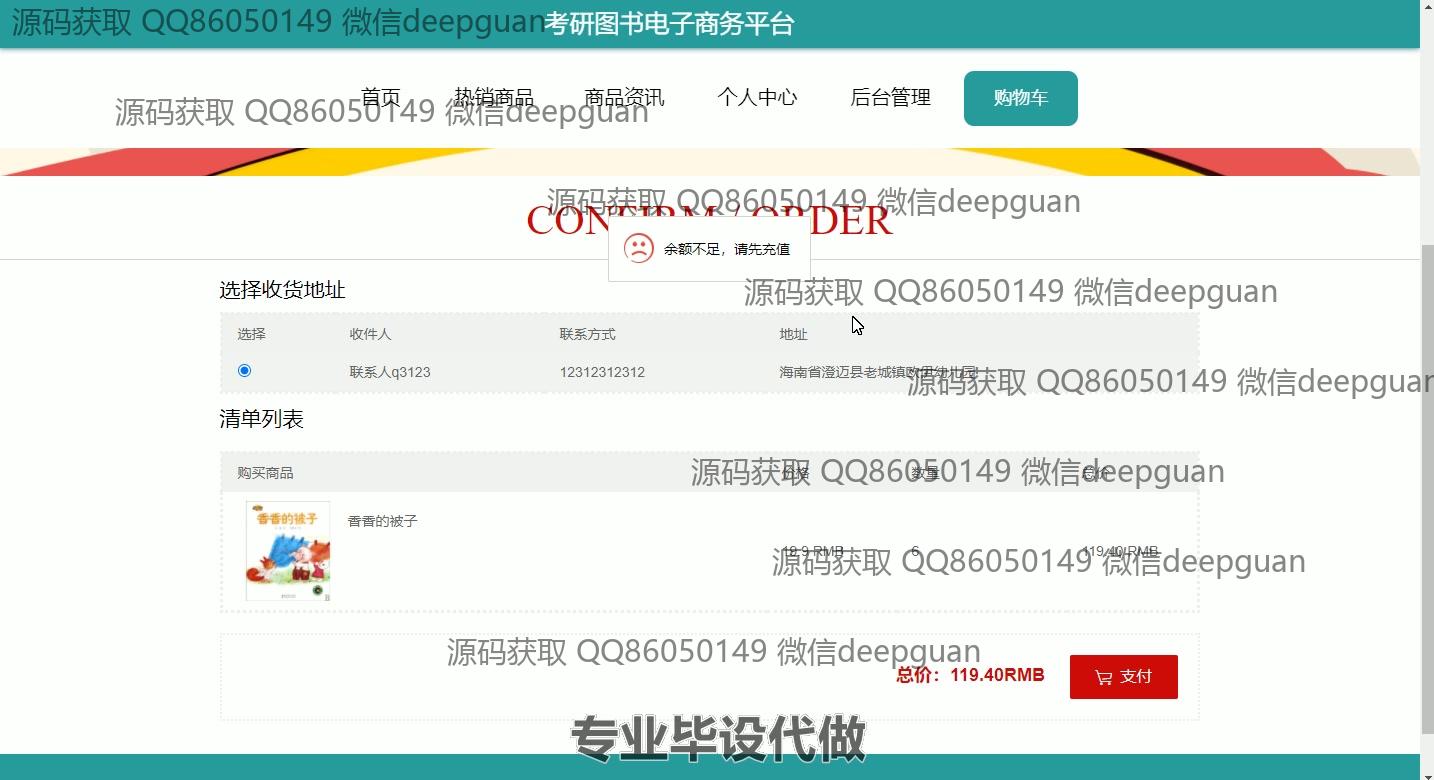 源码获取 QQ86050149 微信deepguan
考研图书电子商务平台
首页 热销商品 商品资讯 个人中心 后台管理 购物车
源码获取 QQ86050149 微信deepguan
源码获取 QQ86050149 微信deepguan
CONFIRM / ORDER
余额不足，请先充值
选择收货地址
源码获取 QQ86050149 微信deepguan
选择 收件人 联系方式 地址
联系人q3123 12312312312 海南省澄迈县老城镇欧伊幼儿园
源码获取 QQ86050149 微信deepguan
清单列表
购买商品 价格 数量 总价
源码获取 QQ86050149 微信deepguan
香香的被子
香香的被子
19.9 RMB 6 119.40 RMB
源码获取 QQ86050149 微信deepguan
源码获取 QQ86050149 微信deepguan
总价：119.40RMB 支付
专业毕设代做